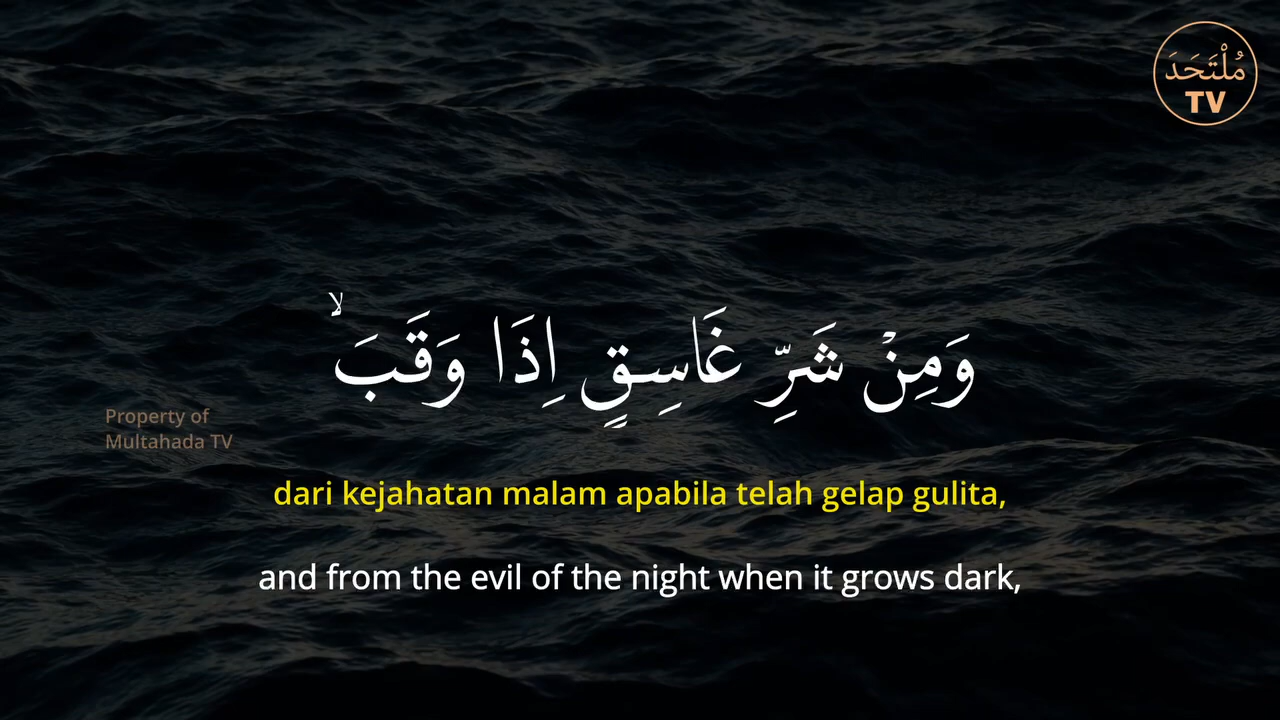 مُلْتَحَدَ
TV
وَمِنْ شَرِّ غَاسِقٍ اِذَا وَقَبَۙ
Property of
Multahada TV
dari kejahatan malam apabila telah gelap gulita,
and from the evil of the night when it grows dark,